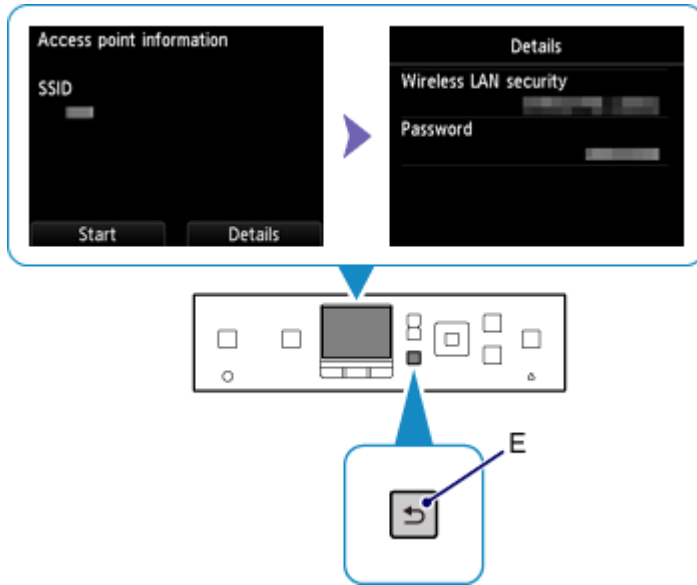 Access point information
SSID
Start
Details
Details
Wireless LAN security
Password
E